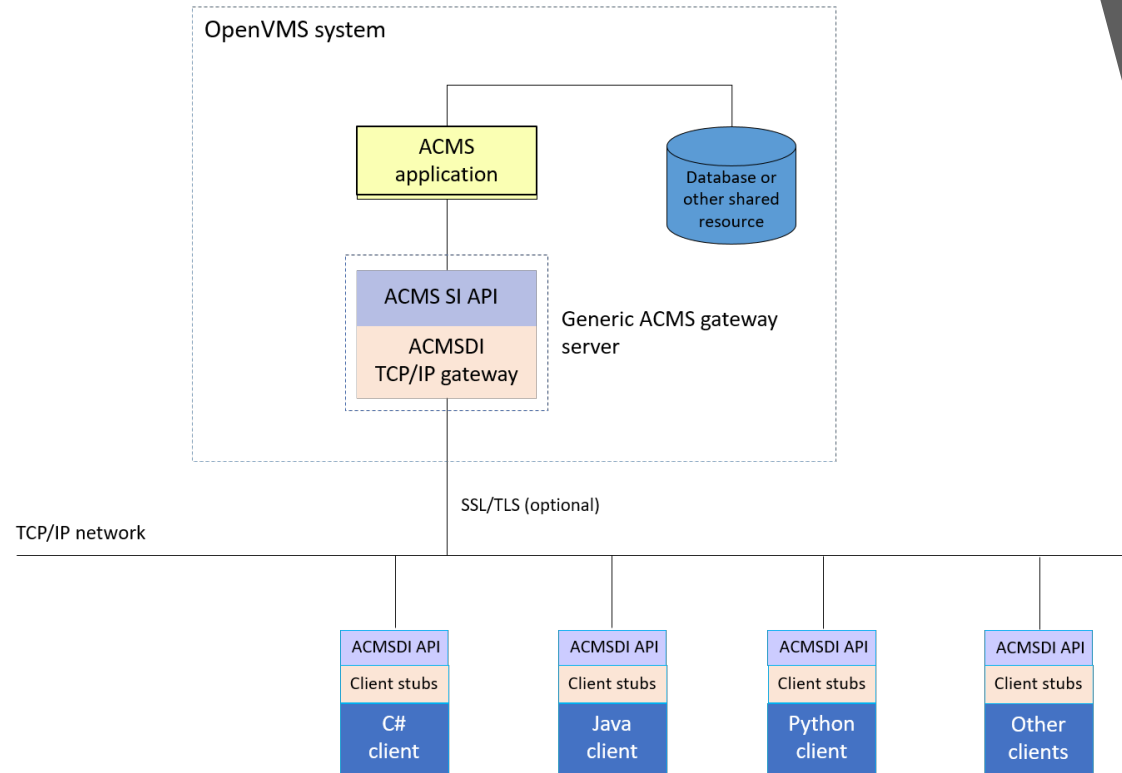 OpenVMS system
ACMS
application
Database or
other shared
resource
ACMS SI API
ACMSDI
TCP/IP gateway
Generic ACMS gateway
server
SSL/TLS (optional)
TCP/IP network
ACMSDI API
Client stubs
C#
client
ACMSDI API
Client stubs
Java
client
ACMSDI API
Client stubs
Python
client
ACMSDI API
Client stubs
Other
clients